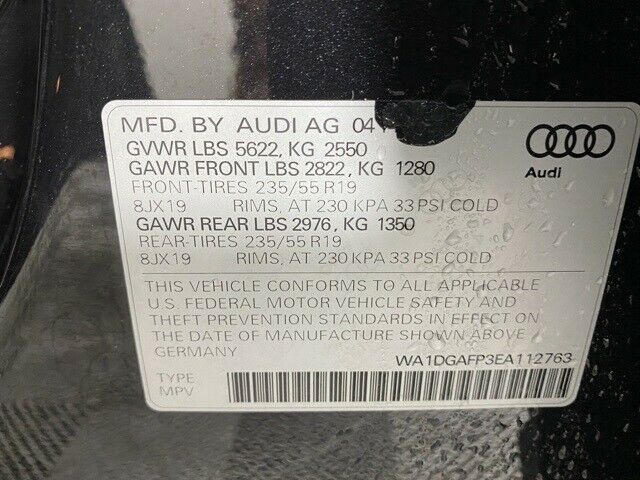 MFD. BY AUDI AG 04
GVWR LBS 5622, KG 2550
GAWR FRONT LBS 2822, KG 1280
FRONT-TIRES 235/55 R19
8JX19 RIMS, AT 230 KPA 33 PSI COLD
GAWR REAR LBS 2976, KG 1350
REAR-TIRES 235/55 R19
8JX19 RIMS, AT 230 KPA 33 PSI COLD
Audi
THIS VEHICLE CONFORMS TO ALL APPLICABLE
U.S. FEDERAL MOTOR VEHICLE SAFETY AND
THEFT PREVENTION STANDARDS IN EFFECT ON
THE DATE OF MANUFACTURE SHOWN ABOVE
GERMANY
WA1DGAFP3EA112763
TYPE
MPV